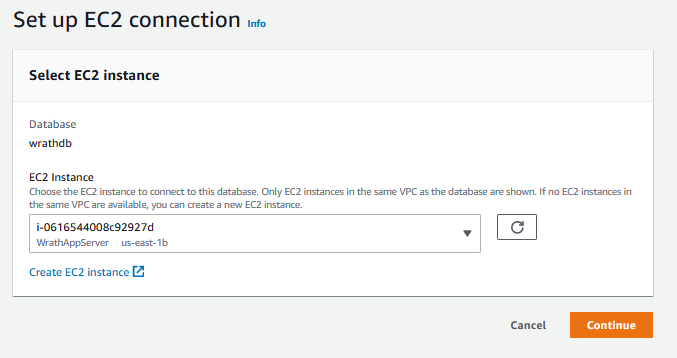 Set up EC2 connection Info
Select EC2 instance
Database
wrathdb
EC2 Instance
Choose the EC2 instance to connect to this database. Only EC2 instances in the same VPC as the database are shown. If no EC2 instances in
the same VPC are available, you can create a new EC2 instance.
i-0616544008c92927d
WrathAppServer us-east-1b
Create EC2 instance
Cancel Continue